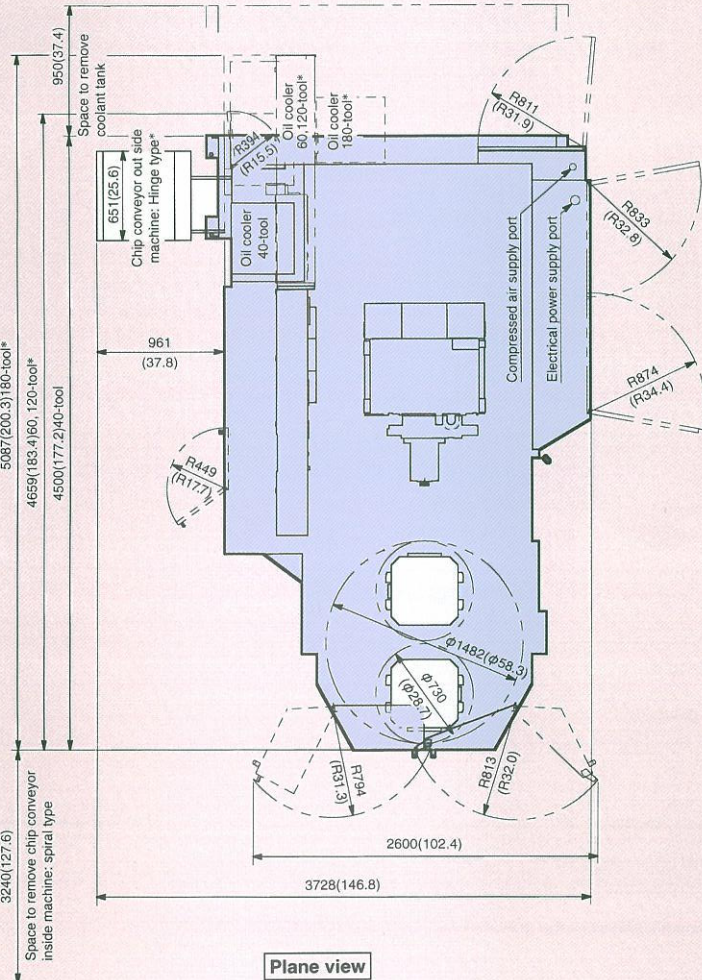 950(37.4)
Space to remove
coolant tank
5087(200.3)180-tool*
4659(183.4)60, 120-tool*
4500(177.2)40-tool
651(25.6)
Chip conveyor out side
machine: Hinge type*
R394
(R15.5)
Oil cooler
60,120-tool*
Oil cooler
180-tool*
Oil cooler
40-tool
R811
(R31.9)
R833
(R32.8)
Compressed air supply port
Electrical power supply port
R874
(R34.4)
961
(37.8)
R449
(R17.7)
φ1482(φ58.3)
φ730
(φ28.7)
R794
(R31.3)
R813
(R32.0)
2600(102.4)
3728(146.8)
3240(127.6)
Space to remove chip conveyor
inside machine: spiral type
Plane view